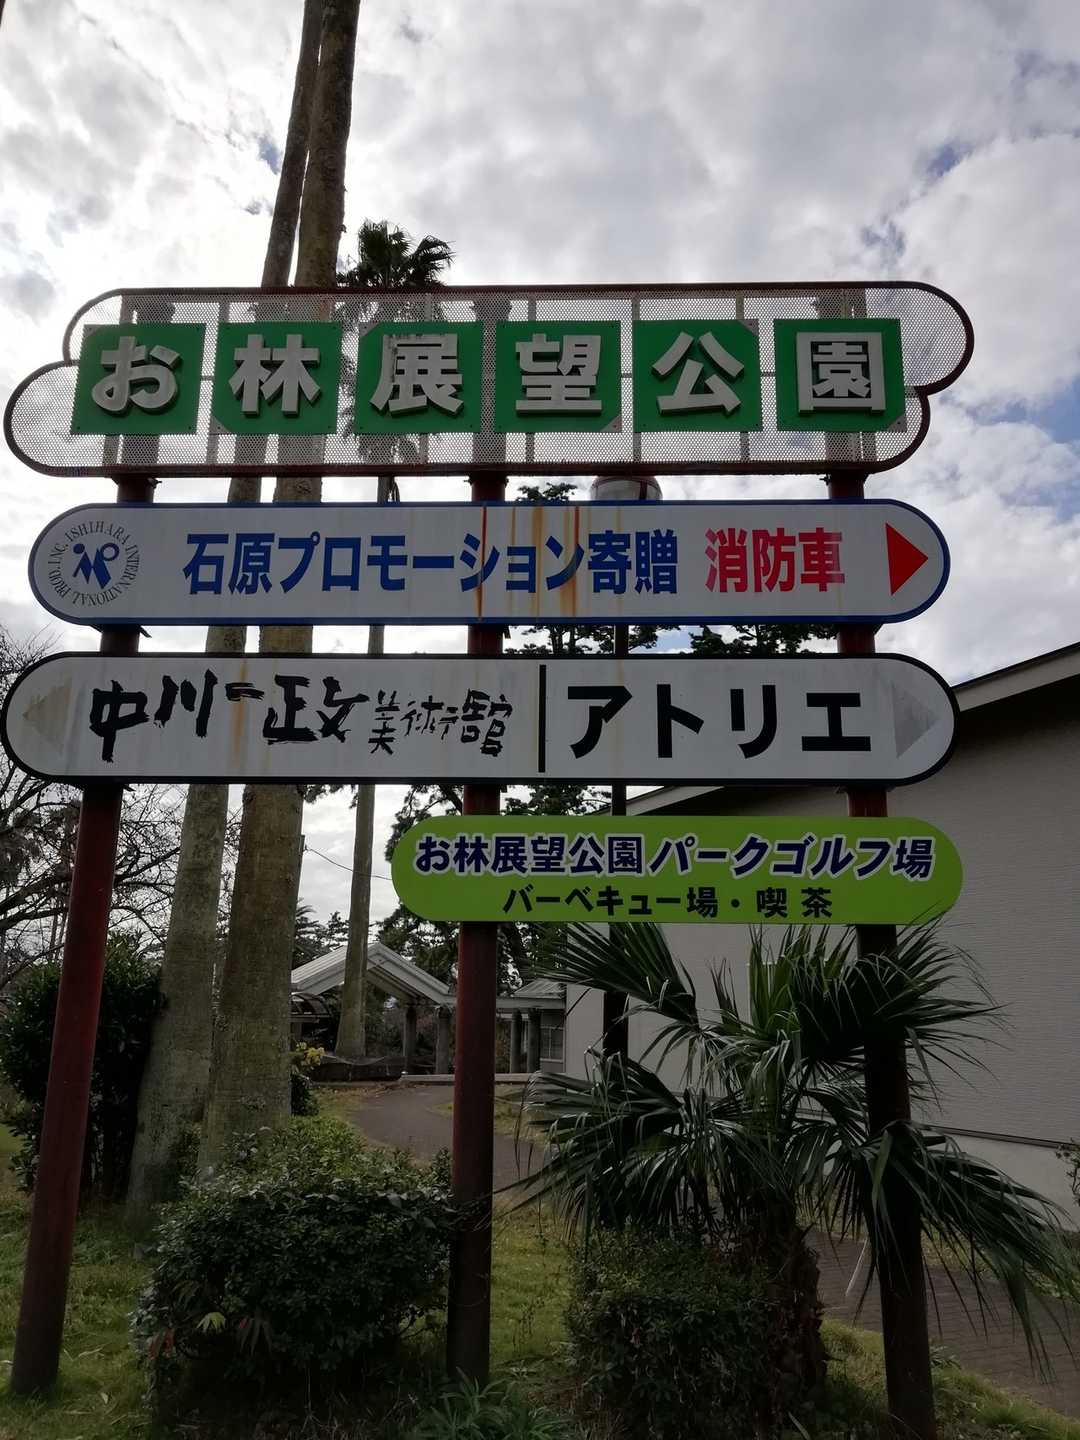 お林展望公園
ISHIHARA INTERNATIONAL PROD. INC.
石原プロモーション寄贈 消防車
中川一政美術館 アトリエ
お林展望公園パークゴルフ場
バーベキュー場・喫茶